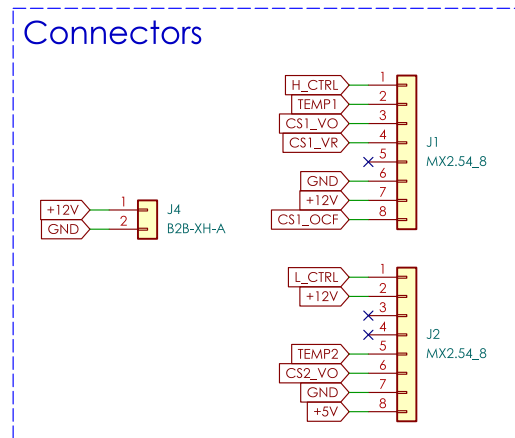 Connectors
H_CTRL 1
TEMP1 2
CS1_VO 3
CS1_VR 4
J1
5
MX2.54_8
GND 6
+12V 7
CS1_OCF 8
+12V 1
J4
GND 2
B2B-XH-A
L_CTRL 1
+12V 2
3
4
J2
TEMP2 5
MX2.54_8
CS2_VO 6
GND 7
+5V 8